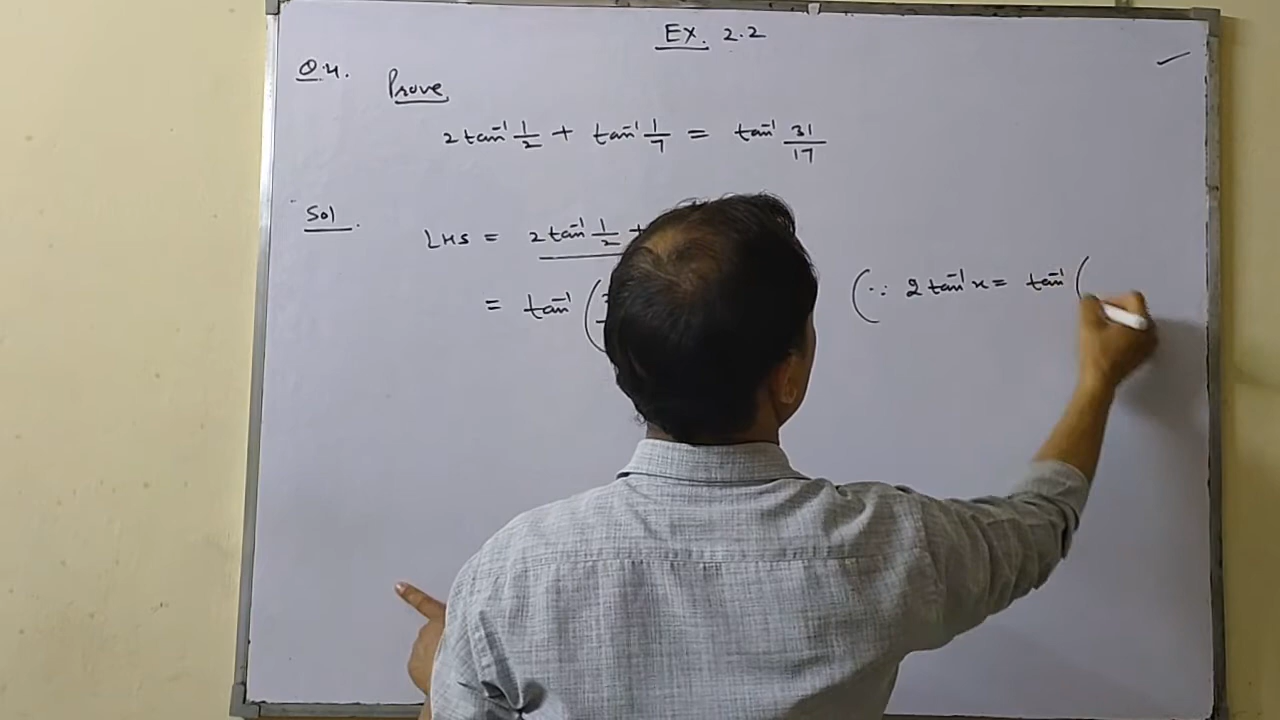 EX. 2.2
Q.4. Prove
2 tan⁻¹ 1/2 + tan⁻¹ 1/7 = tan⁻¹ 31/17
Sol.
LHS = 2 tan⁻¹ 1/2 +
= tan⁻¹ (
(∵ 2 tan⁻¹ x = tan⁻¹ (